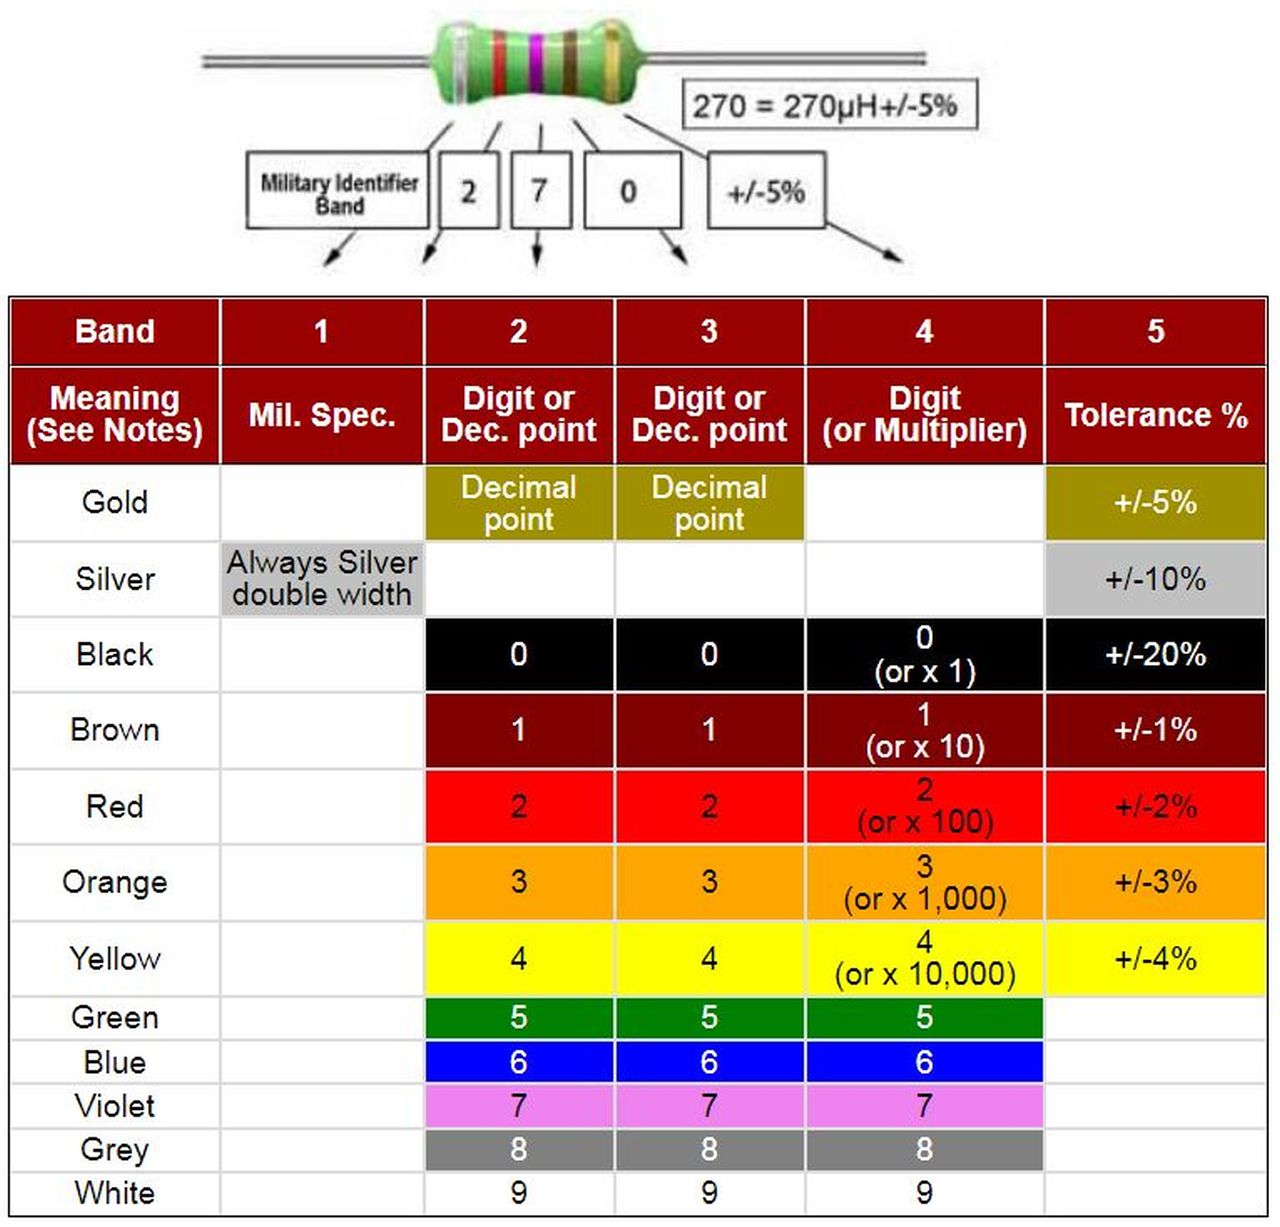 270 = 270µH+/-5%
Military Identifier
Band
2
7
0
+/-5%
Band 1 2 3 4 5
Meaning
(See Notes)
Mil. Spec.
Digit or
Dec. point
Digit or
Dec. point
Digit
(or Multiplier)
Tolerance %
Gold
Decimal
point
Decimal
point
+/-5%
Silver
Always Silver
double width
+/-10%
Black
0
0
0
(or x 1)
+/-20%
Brown
1
1
1
(or x 10)
+/-1%
Red
2
2
2
(or x 100)
+/-2%
Orange
3
3
3
(or x 1,000)
+/-3%
Yellow
4
4
4
(or x 10,000)
+/-4%
Green 5 5 5
Blue 6 6 6
Violet 7 7 7
Grey 8 8 8
White 9 9 9